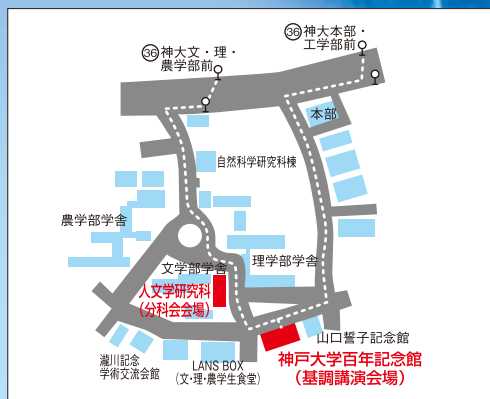 ㊱神大文・理・
農学部前
㊱神大本部・
工学部前
本部
自然科学研究科棟
農学部学舎
文学部学舎
理学部学舎
人文学研究科
(分科会会場)
山口誓子記念館
神戸大学百年記念館
(基調講演会場)
瀧川記念
学術交流会館
LANS BOX
(文・理・農学生食堂)